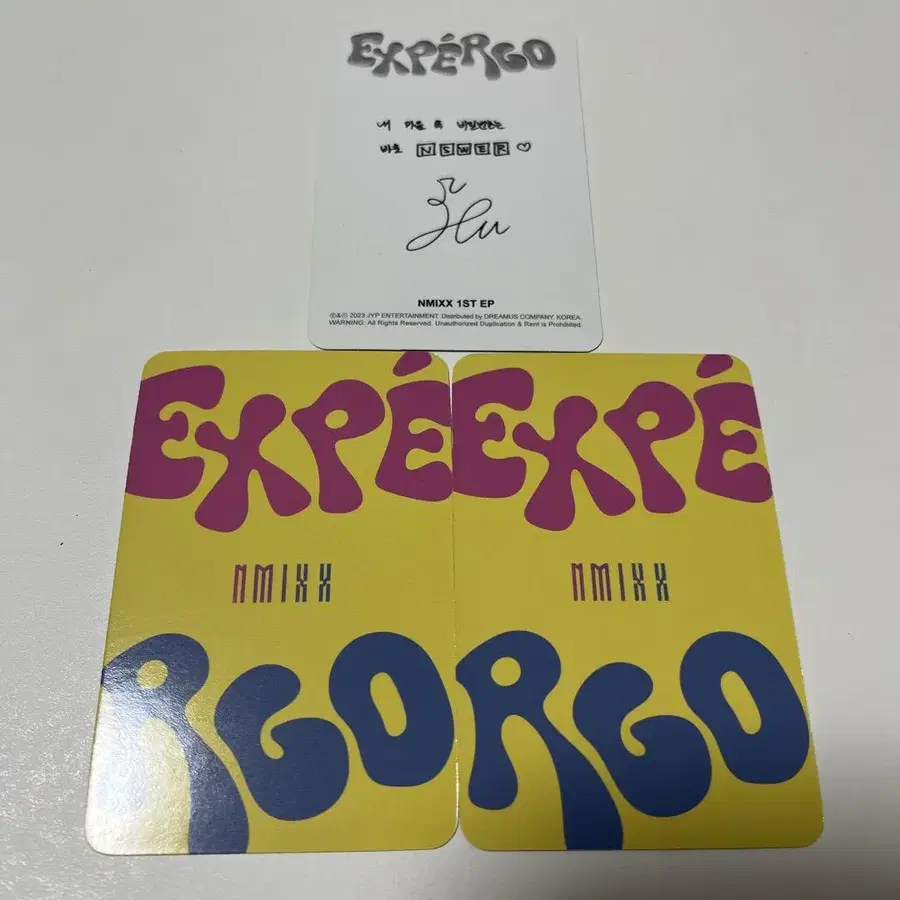 EXPÉRGO
내 마음 속 비밀번호는
바로 NSWER ♡
NMIXX 1ST EP
℗&© 2023 JYP ENTERTAINMENT. Distributed by DREAMUS COMPANY. KOREA.
WARNING: All Rights Reserved. Unauthorized Duplication & Rent is Prohibited.
EXPÉ
NMIXX
RGO
EXPÉ
NMIXX
RGO